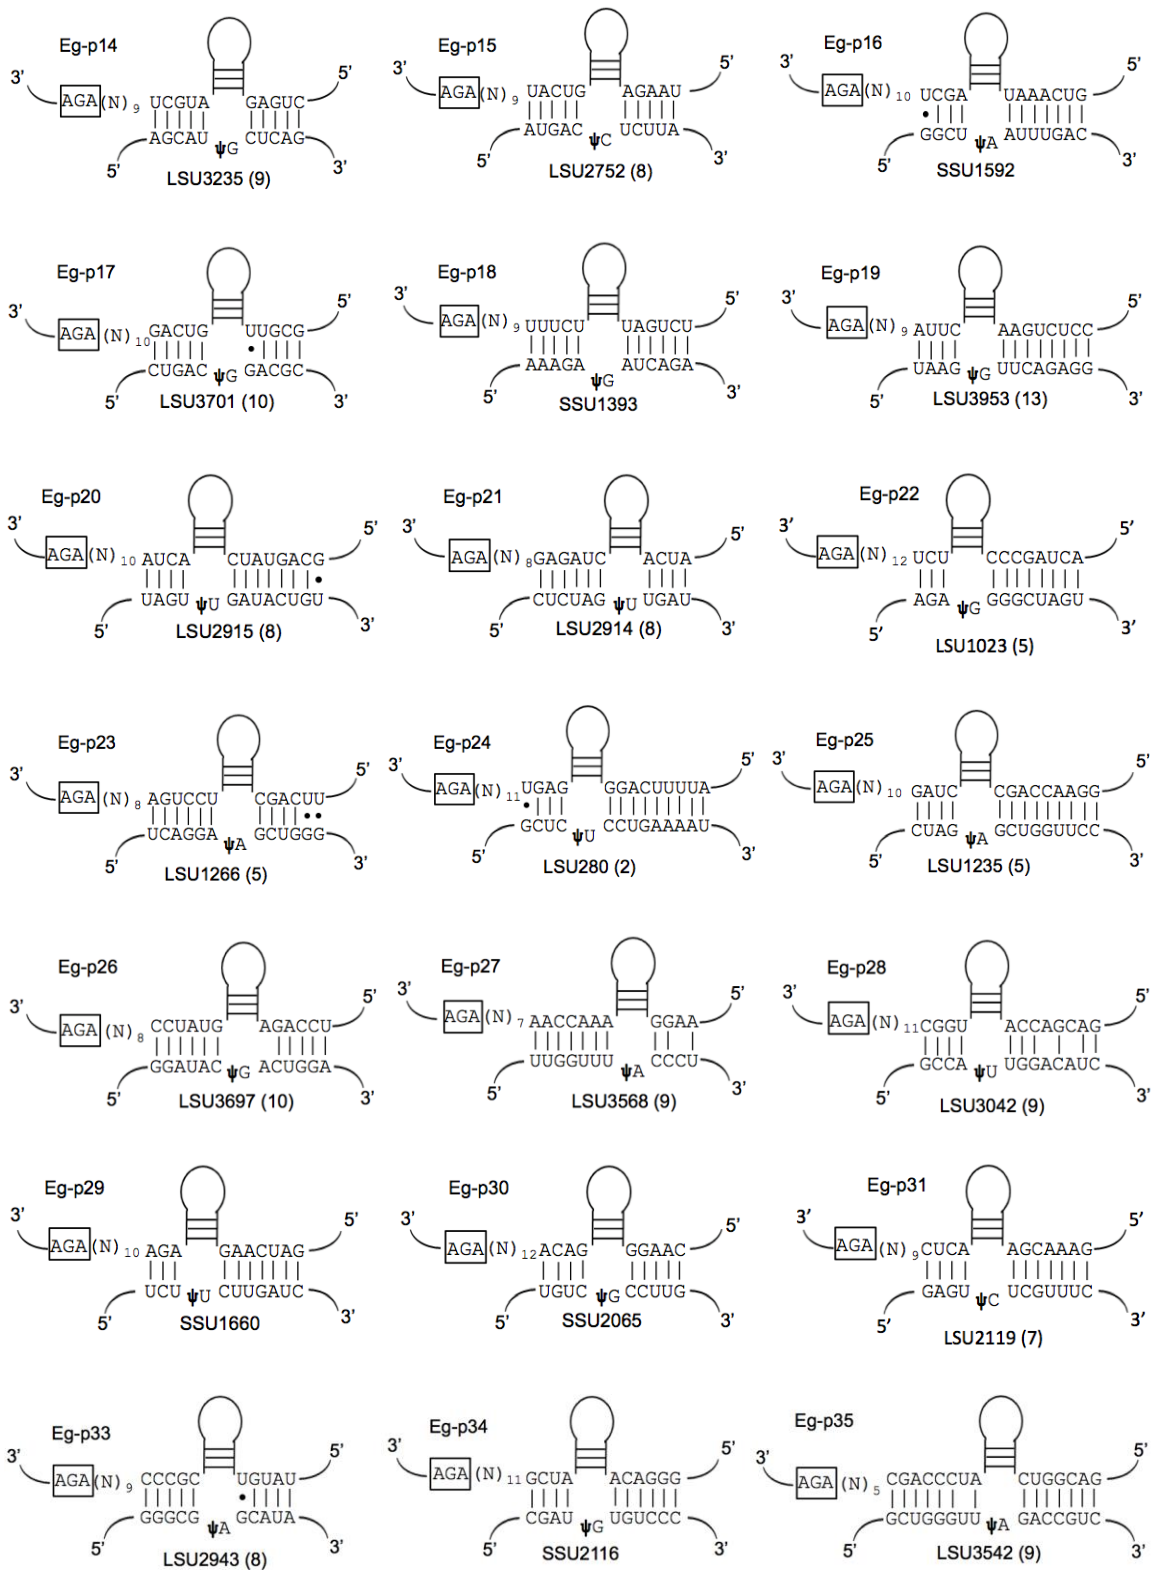 Eg-p14
3' AGA (N) 9 UCGUA GAGUC 5'
5' AGCAU ψG CUCAG 3'
LSU3235 (9)
Eg-p15
3' AGA (N) 9 UACUG AGAAU 5'
5' AUGAC ψC UCUUA 3'
LSU2752 (8)
Eg-p16
3' AGA (N) 10 UCGA UAAACUG 5'
5' GGCU ψA AUUUGAC 3'
SSU1592
Eg-p17
3' AGA (N) 10 GACUG UUGCG 5'
5' CUGAC ψG GACGC 3'
LSU3701 (10)
Eg-p18
3' AGA (N) 9 UUUCU UAGUCU 5'
5' AAAGA ψG AUCAGA 3'
SSU1393
Eg-p19
3' AGA (N) 9 AUUC AAGUCUCC 5'
5' UAAG ψG UUCAGAGG 3'
LSU3953 (13)
Eg-p20
3' AGA (N) 10 AUCA CUAUGACG 5'
5' UAGU ψU GAUACUGU 3'
LSU2915 (8)
Eg-p21
3' AGA (N) 8 GAGAUC ACUA 5'
5' CUCUAG ψU UGAU 3'
LSU2914 (8)
Eg-p22
3' AGA (N) 12 UCU CCCGAUCA 5'
5' AGA ψG GGGCUAGU 3'
LSU1023 (5)
Eg-p23
3' AGA (N) 8 AGUCCU CGACUU 5'
5' UCAGGA ψA GCUGGG 3'
LSU1266 (5)
Eg-p24
3' AGA (N) 11 UGAG GGACUUUUA 5'
5' GCUC ψU CCUGAAAAU 3'
LSU280 (2)
Eg-p25
3' AGA (N) 10 GAUC CGACCAAGG 5'
5' CUAG ψA GCUGGUUCC 3'
LSU1235 (5)
Eg-p26
3' AGA (N) 8 CCUAUG AGACCU 5'
5' GGAUAC ψG ACUGGA 3'
LSU3697 (10)
Eg-p27
3' AGA (N) 7 AACCAAA GGAA 5'
5' UUGGUUU ψA CCCU 3'
LSU3568 (9)
Eg-p28
3' AGA (N) 11 CGGU ACCAGCAG 5'
5' GCCA ψU UGGACAUC 3'
LSU3042 (9)
Eg-p29
3' AGA (N) 10 AGA GAACUAG 5'
5' UCU ψU CUUGAUC 3'
SSU1660
Eg-p30
3' AGA (N) 12 ACAG GGAAC 5'
5' UGUC ψG CCUUG 3'
SSU2065
Eg-p31
3' AGA (N) 9 CUCA AGCAAAG 5'
5' GAGU ψC UCGUUUC 3'
LSU2119 (7)
Eg-p33
3' AGA (N) 9 CCCGC UGUAU 5'
5' GGGCG ψA GCAUA 3'
LSU2943 (8)
Eg-p34
3' AGA (N) 11 GCUA ACAGGG 5'
5' CGAU ψG UGUCCC 3'
SSU2116
Eg-p35
3' AGA (N) 5 CGACCCUA CUGGCAG 5'
5' GCUGGGUU ψA GACCGUC 3'
LSU3542 (9)